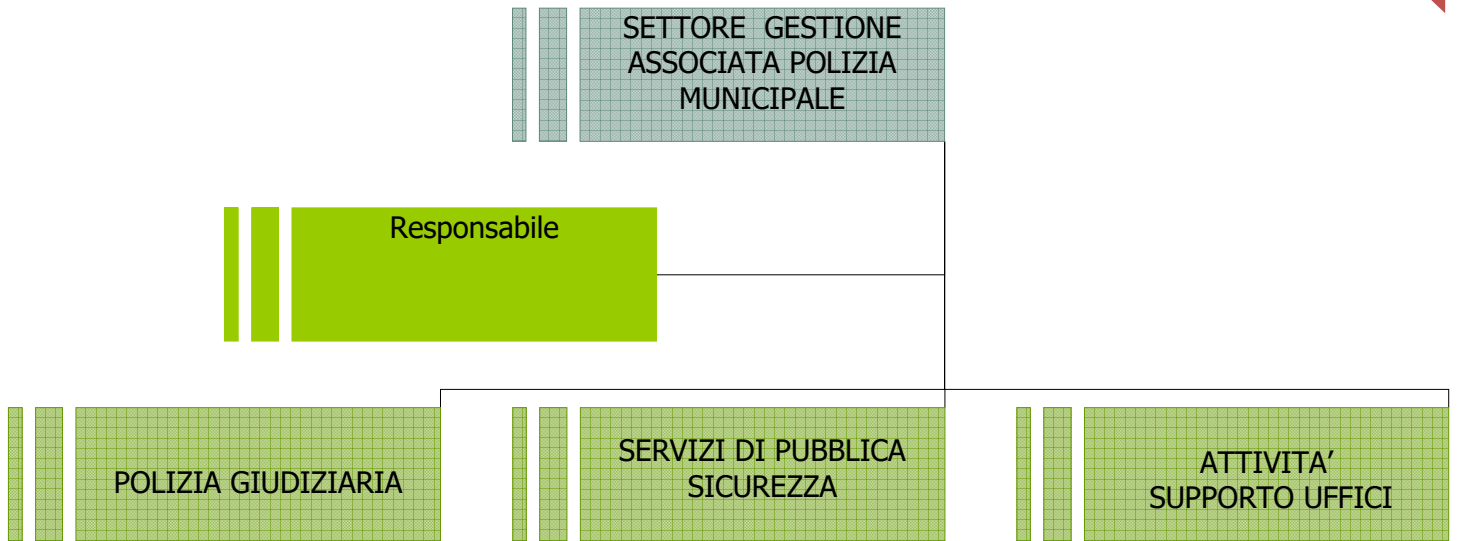 SETTORE GESTIONE
ASSOCIATA POLIZIA
MUNICIPALE
Responsabile
POLIZIA GIUDIZIARIA
SERVIZI DI PUBBLICA
SICUREZZA
ATTIVITA’
SUPPORTO UFFICI